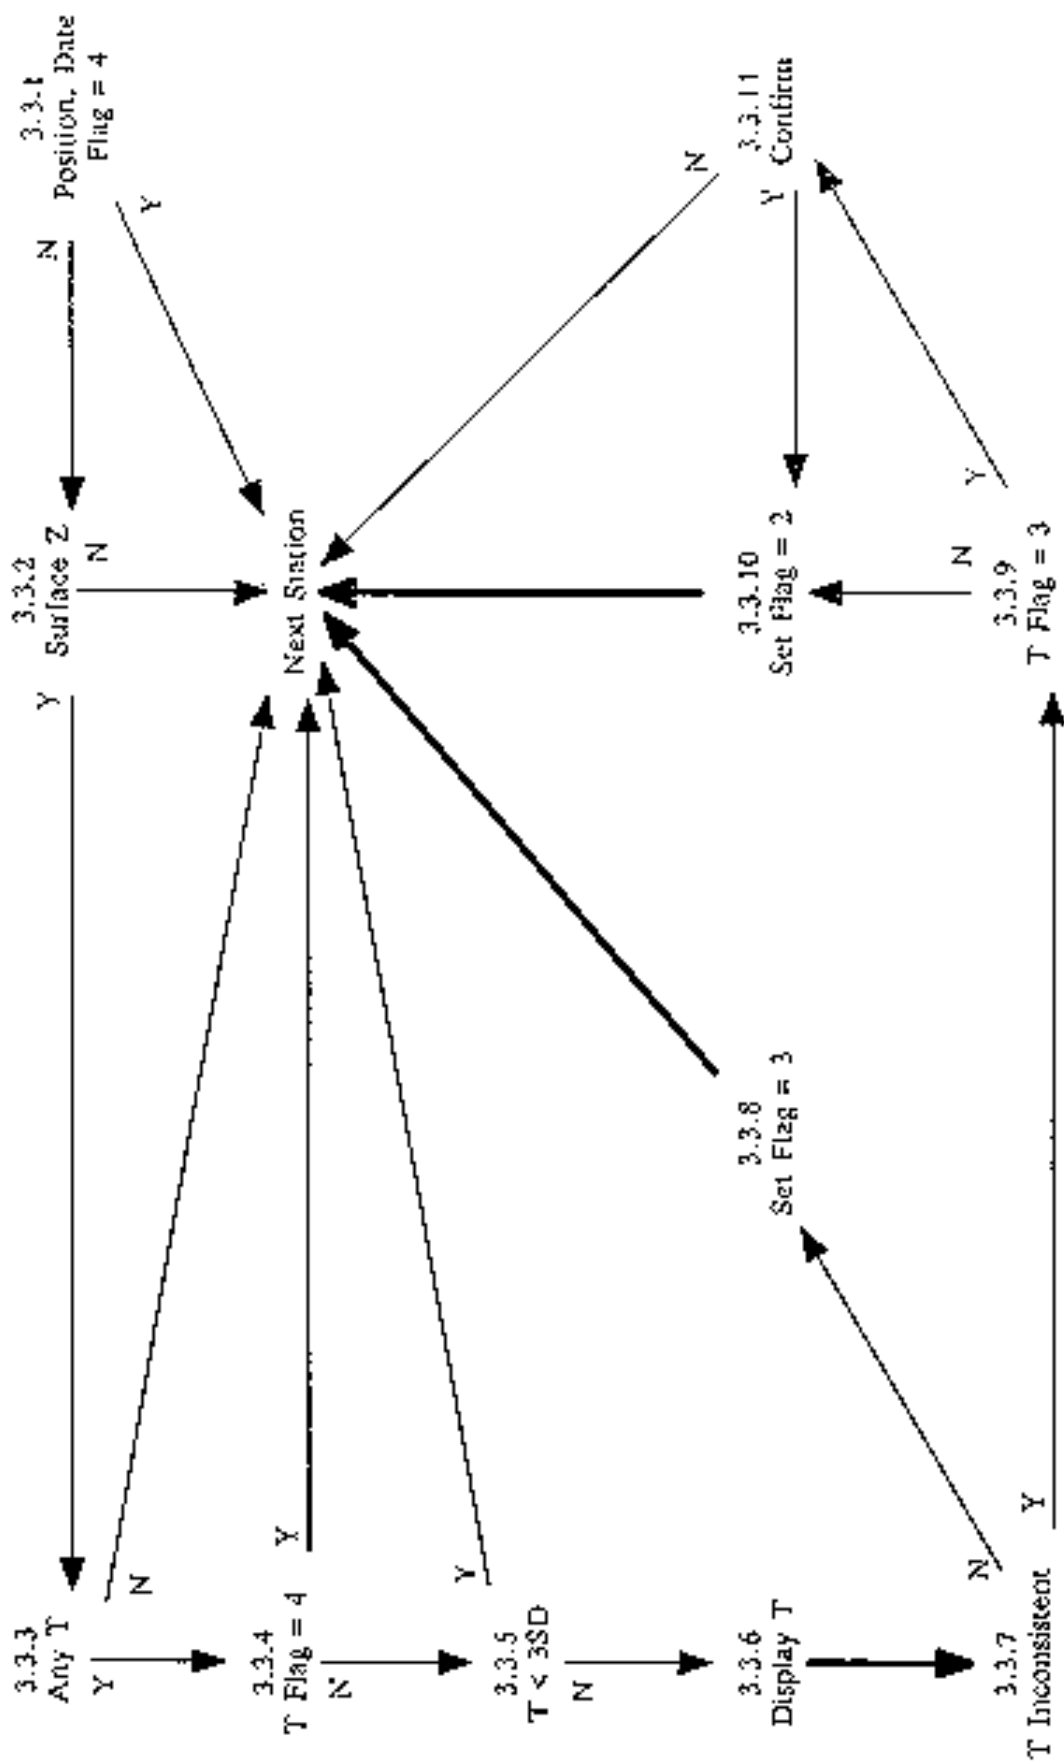 3.3.1
Position, Date
Flag = 4
N
Y
3.3.2
Surface Z
Y
N
3.3.3
Any T
Y
N
Next Station
3.3.4
T Flag = 4
Y
N
3.3.5
T < 3SD
Y
N
3.3.6
Display T
3.3.7
T Inconsistent
N
Y
3.3.8
Set Flag = 3
3.3.9
T Flag = 3
N
Y
3.3.10
Set Flag = 2
3.3.11
Confirm
Y
N